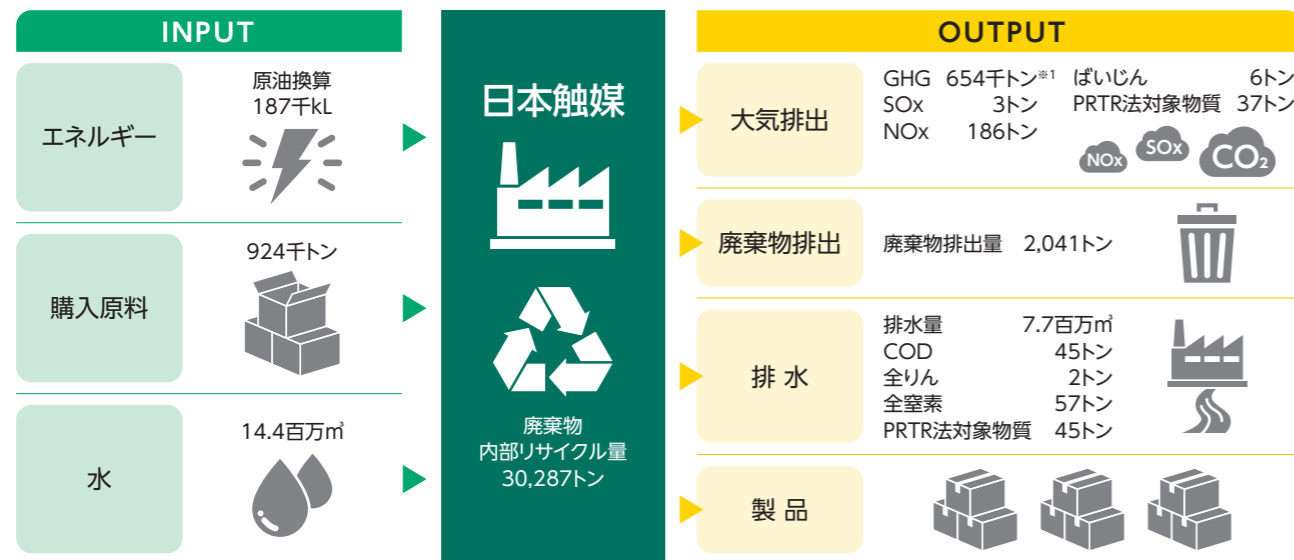 INPUT
エネルギー
原油換算
187千kL
購入原料
924千トン
水
14.4百万㎥
日本触媒
廃棄物
内部リサイクル量
30,287トン
OUTPUT
大気排出
GHG 654千トン※1
SOx 3トン
NOx 186トン
ばいじん 6トン
PRTR法対象物質 37トン
NOx
SOx
CO₂
廃棄物排出
廃棄物排出量 2,041トン
排 水
排水量 7.7百万㎥
COD 45トン
全りん 2トン
全窒素 57トン
PRTR法対象物質 45トン
製 品